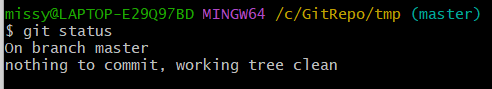 missy@LAPTOP-E29Q97BD MINGW64 /c/GitRepo/tmp (master)
$ git status
On branch master
nothing to commit, working tree clean